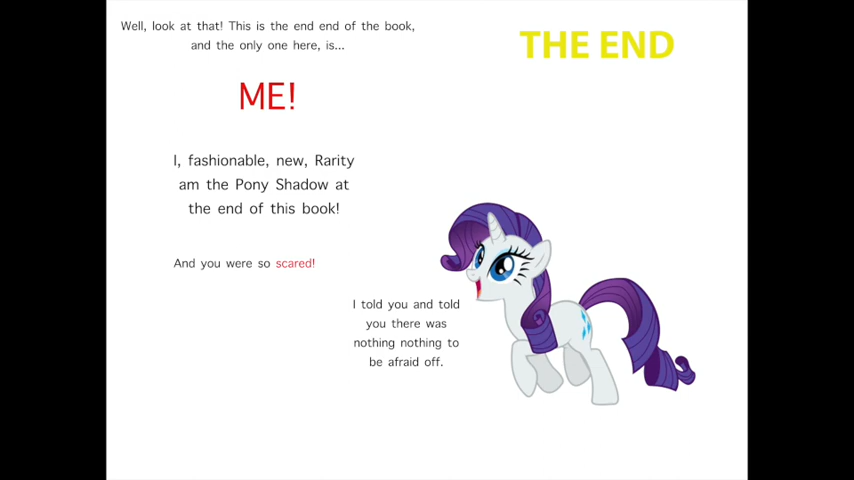 Well, look at that! This is the end end of the book,
and the only one here, is...
THE END
ME!
I, fashionable, new, Rarity
am the Pony Shadow at
the end of this book!
And you were so scared!
I told you and told
you there was
nothing nothing to
be afraid off.